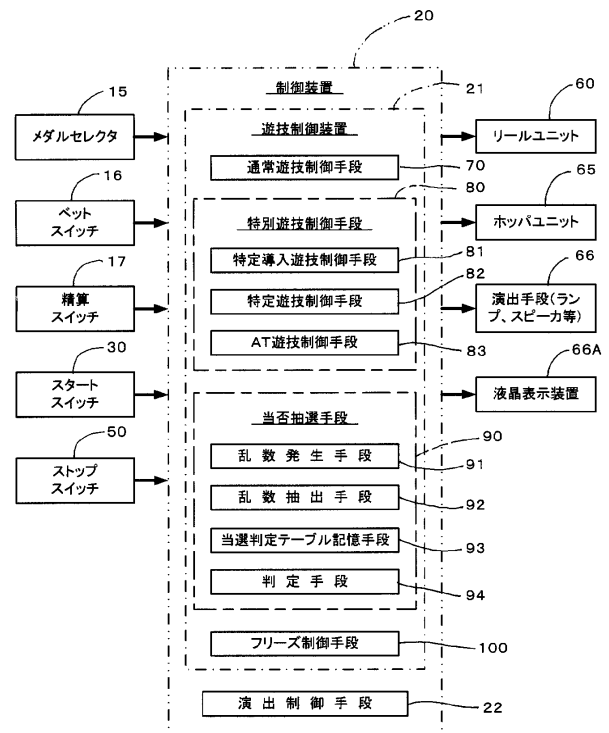 20
制御装置
21
遊技制御装置
通常遊技制御手段
70
80
特別遊技制御手段
特定導入遊技制御手段
81
特定遊技制御手段
82
AT遊技制御手段
83
当否抽選手段
90
乱数発生手段
91
乱数抽出手段
92
当選判定テーブル記憶手段
93
判定手段
94
フリーズ制御手段
100
演出制御手段
22
15
メダルセレクタ
16
ベット
スイッチ
17
精算
スイッチ
30
スタート
スイッチ
50
ストップ
スイッチ
60
リールユニット
65
ホッパユニット
66
演出手段(ラン
プ、スピーカ等)
66A
液晶表示装置